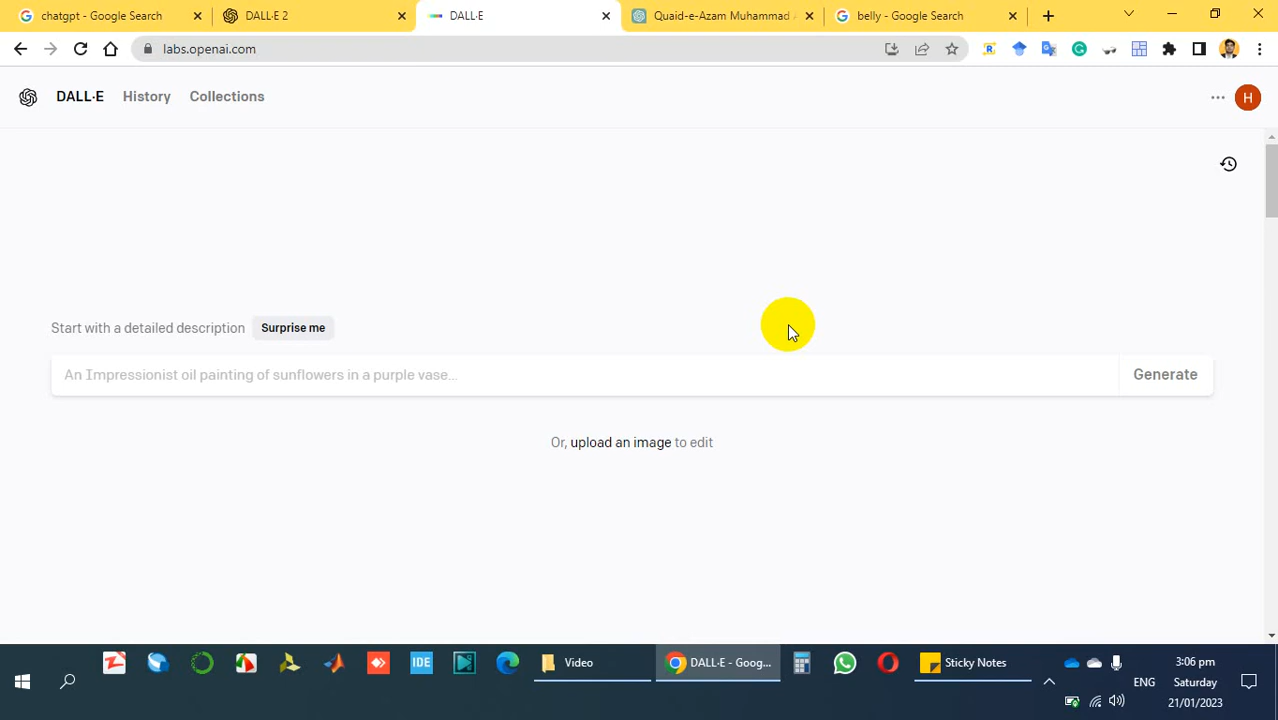 chatgpt - Google Search
DALL·E 2
DALL·E
Quaid-e-Azam Muhammad
belly - Google Search
labs.openai.com
DALL·E
History
Collections
H
Start with a detailed description
Surprise me
An Impressionist oil painting of sunflowers in a purple vase...
Generate
Or, upload an image to edit
IDE
Video
DALL·E - Goog...
Sticky Notes
ENG
3:06 pm
Saturday
21/01/2023